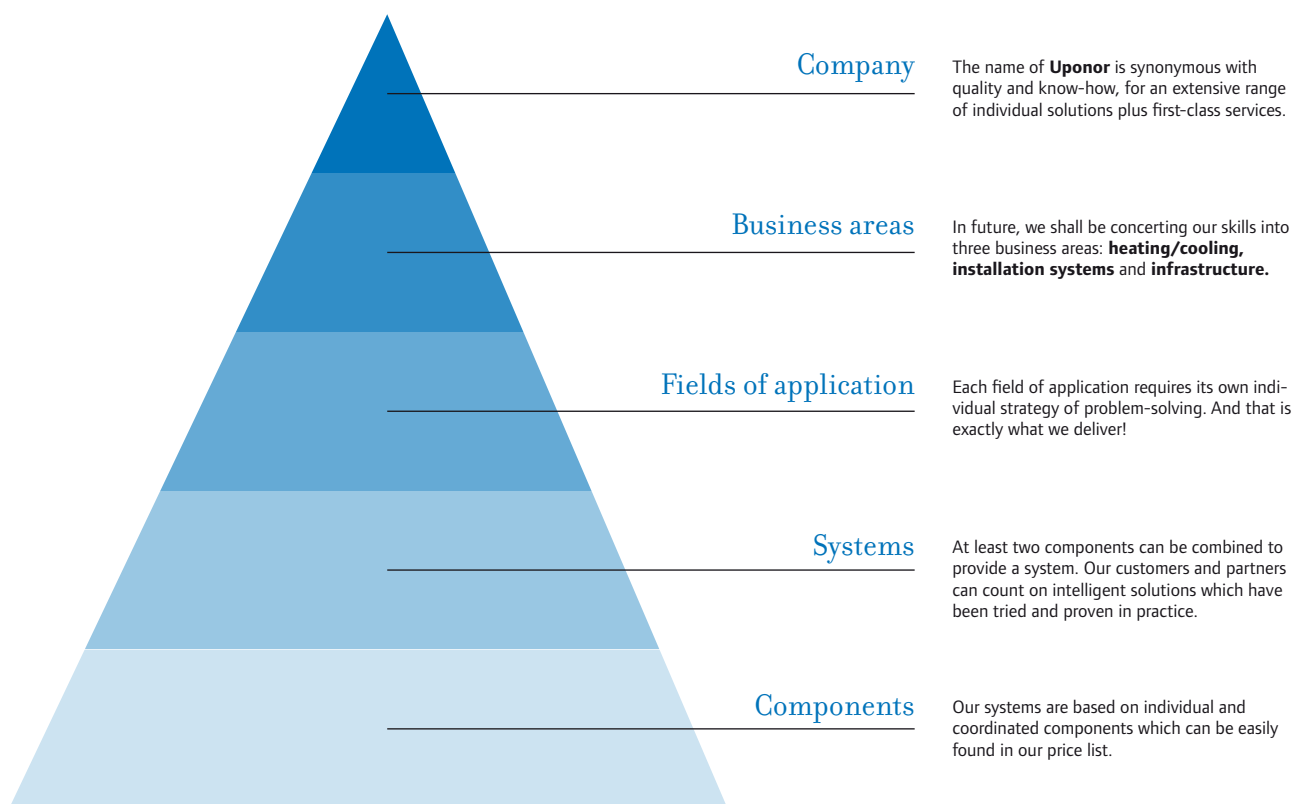 Company
The name of Uponor is synonymous with
quality and know-how, for an extensive range
of individual solutions plus first-class services.
Business areas
In future, we shall be concerting our skills into
three business areas: heating/cooling,
installation systems and infrastructure.
Fields of application
Each field of application requires its own indi-
vidual strategy of problem-solving. And that is
exactly what we deliver!
Systems
At least two components can be combined to
provide a system. Our customers and partners
can count on intelligent solutions which have
been tried and proven in practice.
Components
Our systems are based on individual and
coordinated components which can be easily
found in our price list.